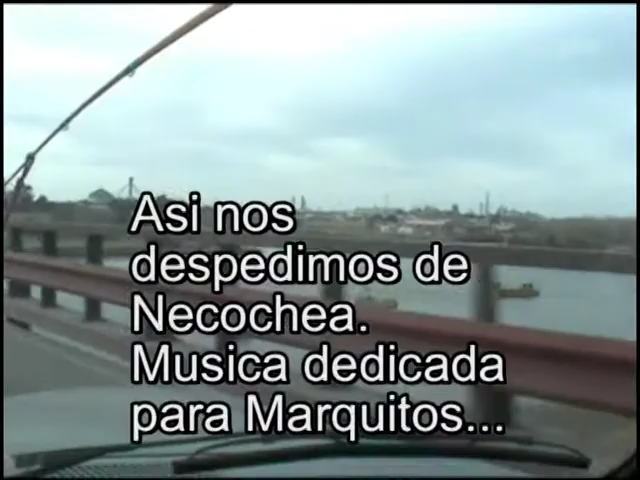 Asi nos
despedimos de
Necochea.
Musica dedicada
para Marquitos...